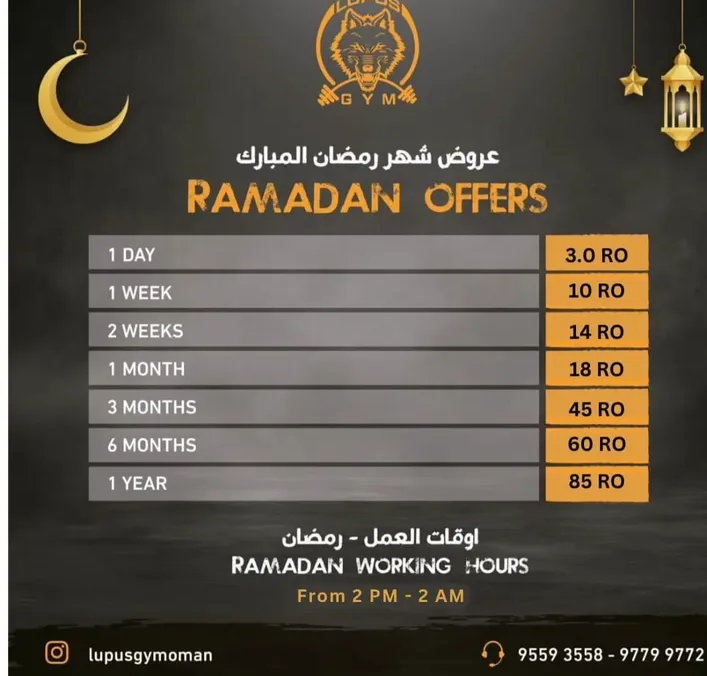 LUPUS
GYM
عروض شهر رمضان المبارك
RAMADAN OFFERS
1 DAY 3.0 RO
1 WEEK 10 RO
2 WEEKS 14 RO
1 MONTH 18 RO
3 MONTHS 45 RO
6 MONTHS 60 RO
1 YEAR 85 RO
اوقات العمل - رمضان
RAMADAN WORKING HOURS
From 2 PM - 2 AM
lupusgymoman 9559 3558 - 9779 9772